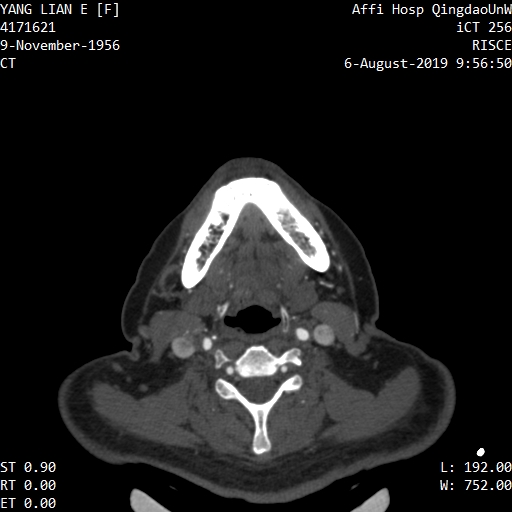 YANG LIAN E [F]
4171621
9-November-1956
CT
Affi Hosp QingdaoUnW
iCT 256
RISCE
6-August-2019 9:56:50
ST 0.90
RT 0.00
ET 0.00
L: 192.00
W: 752.00